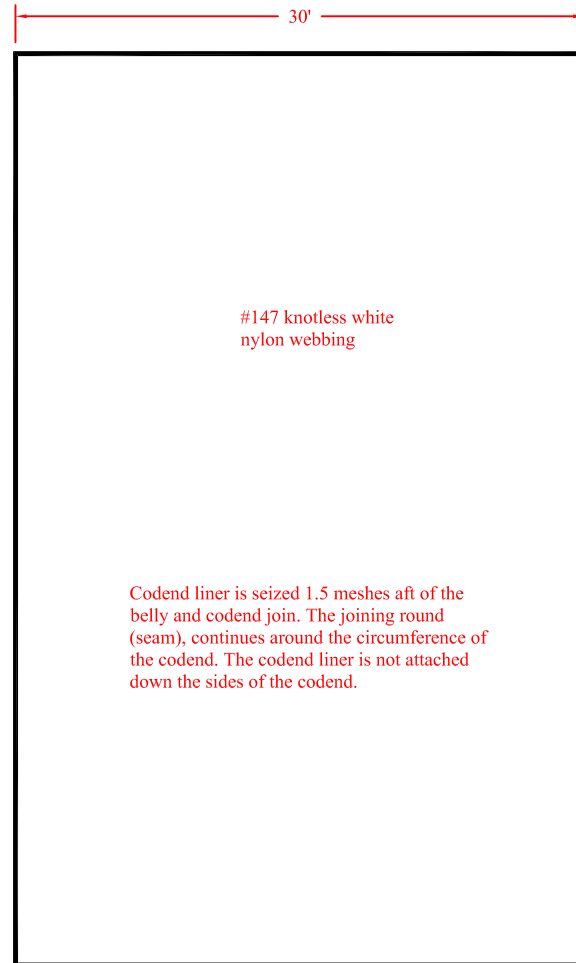 30'
#147 knotless white
nylon webbing
Codend liner is seized 1.5 meshes aft of the
belly and codend join. The joining round
(seam), continues around the circumference of
the codend. The codend liner is not attached
down the sides of the codend.